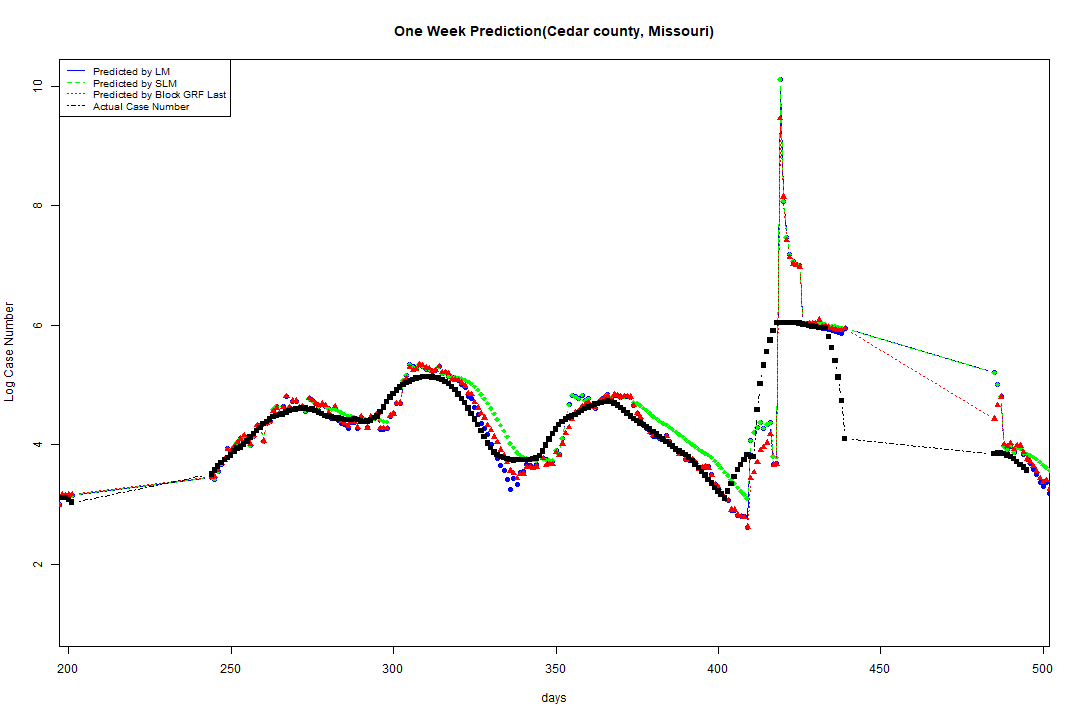 One Week Prediction(Cedar county, Missouri)
Predicted by LM
Predicted by SLM
Predicted by Block GRF Last
Actual Case Number
10
8
6
4
2
Log Case Number
200 250 300 350 400 450 500
days